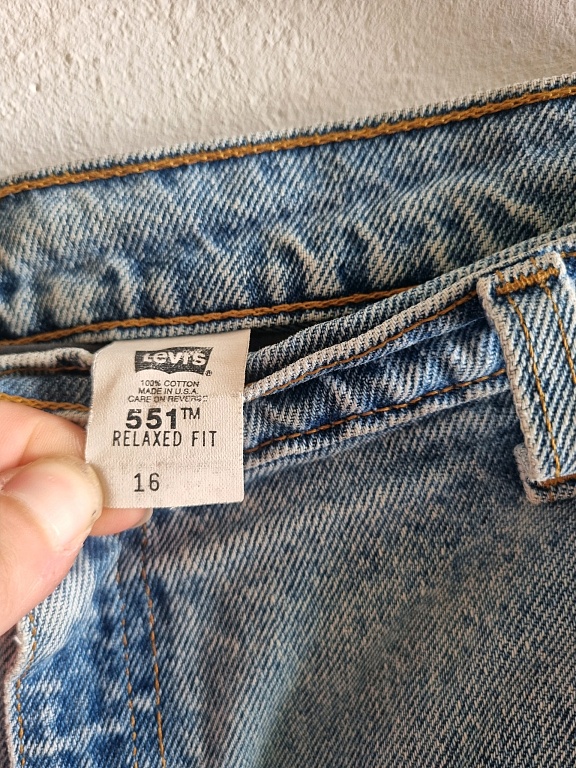 Levi's®
100% COTTON
MADE IN U.S.A.
CARE ON REVERSE
551™
RELAXED FIT
16